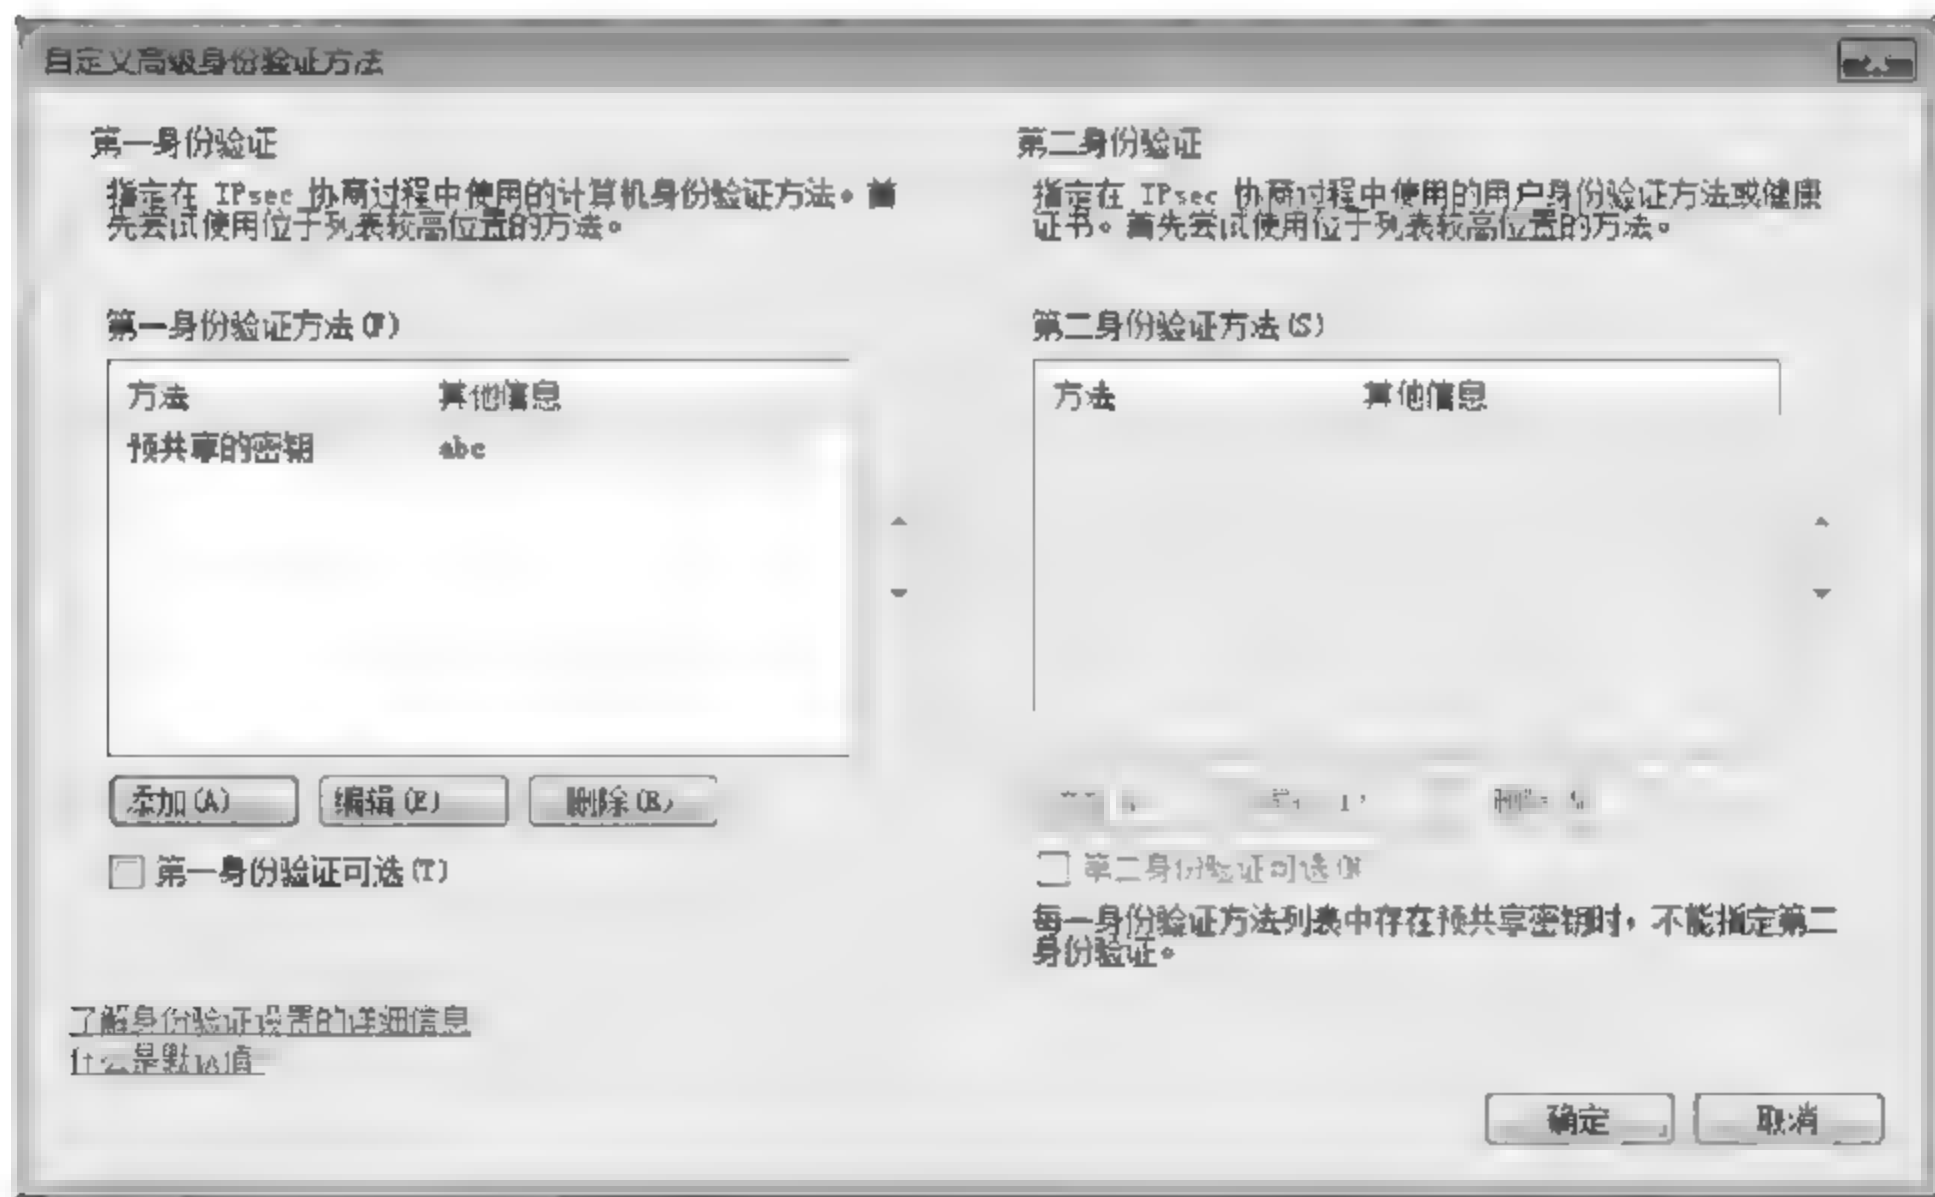 自定义高级身份验证方法
第一身份验证
指定在 IPsec 协商过程中使用的计算机身份验证方法。首
先尝试使用位于列表较高位置的方法。
第一身份验证方法(F)
方法 其他信息
预共享的密钥 abc
添加(A) 编辑(E) 删除(R)
第一身份验证可选(T)
了解身份验证设置的详细信息
什么是默认值
第二身份验证
指定在 IPsec 协商过程中使用的用户身份验证方法或健康
证书。首先尝试使用位于列表较高位置的方法。
第二身份验证方法(S)
方法 其他信息
第二身份验证可选
每一身份验证方法列表中存在预共享密钥时，不能指定第二
身份验证。
确定 取消